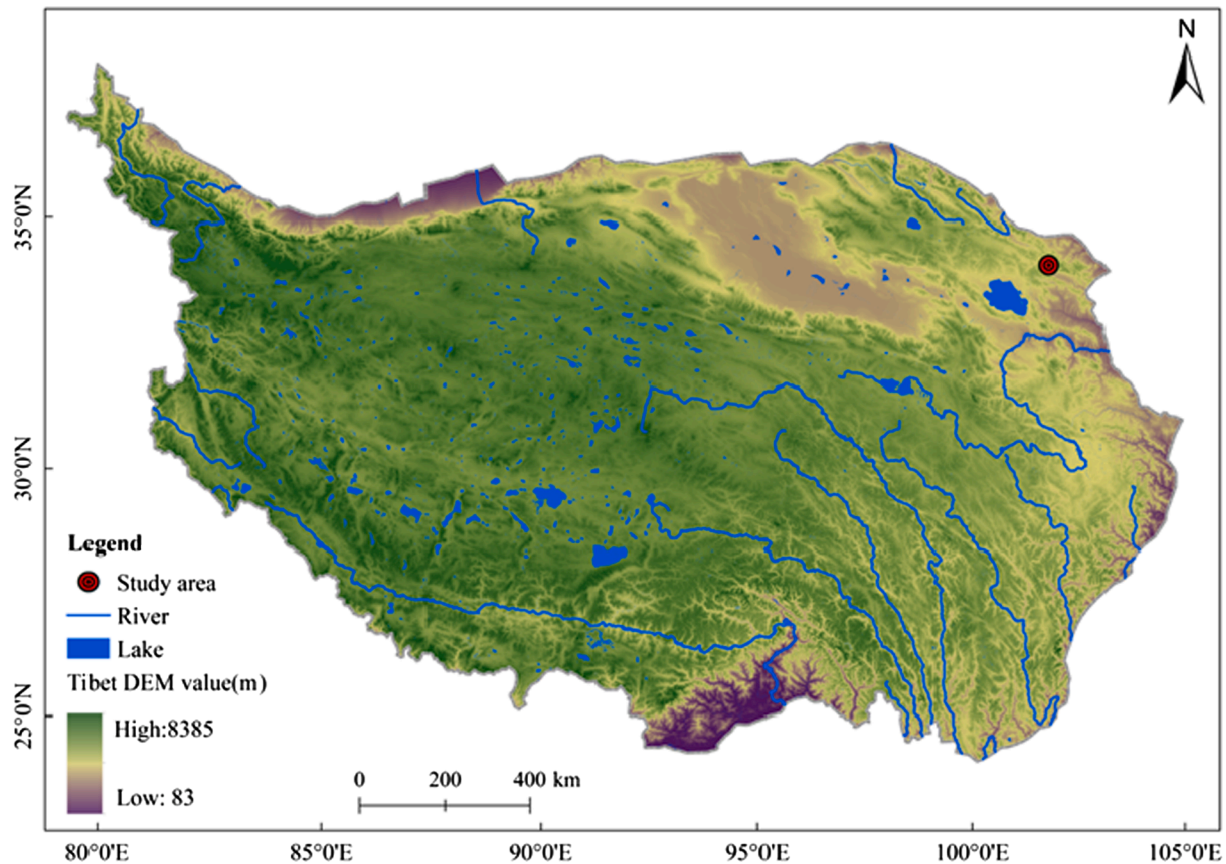 N
35°0'N
30°0'N
25°0'N
Legend
Study area
River
Lake
Tibet DEM value(m)
High:8385
Low: 83
0 200 400 km
80°0'E 85°0'E 90°0'E 95°0'E 100°0'E 105°0'E